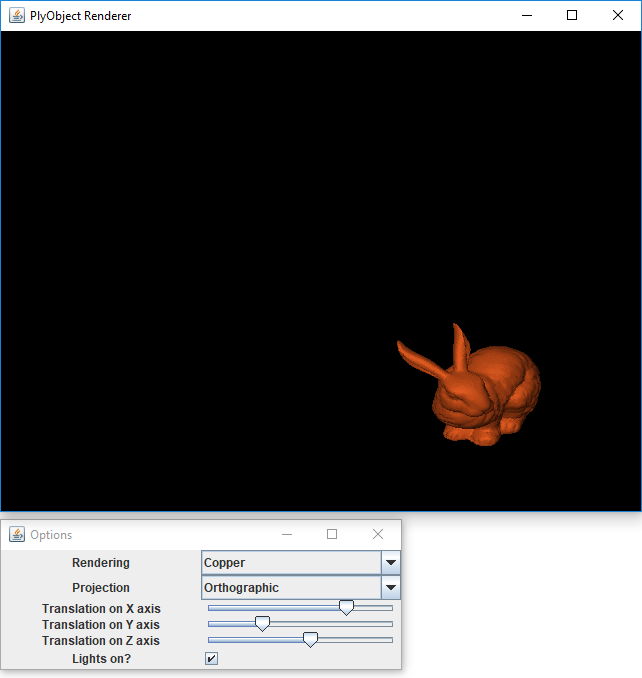 PlyObject Renderer
Options
Rendering Copper
Projection Orthographic
Translation on X axis
Translation on Y axis
Translation on Z axis
Lights on?